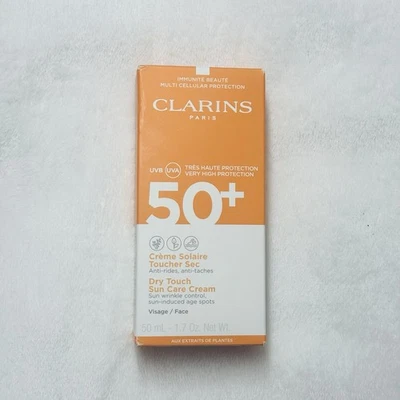 IMMUNITÉ BEAUTÉ
MULTI CELLULAR PROTECTION
CLARINS
PARIS
UVB UVA TRÈS HAUTE PROTECTION
VERY HIGH PROTECTION
50+
Crème Solaire
Toucher Sec
Anti-rides, anti-taches
Dry Touch
Sun Care Cream
Sun wrinkle control,
sun-induced age spots
Visage / Face
50 mL - 1.7 Oz. Net Wt.
AUX EXTRAITS DE PLANTES